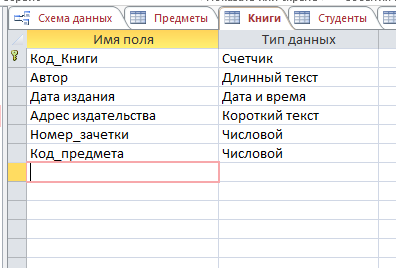 Схема данных Предметы Книги Студенты
Имя поля Тип данных
Код_Книги Счетчик
Автор Длинный текст
Дата издания Дата и время
Адрес издательства Короткий текст
Номер_зачетки Числовой
Код_предмета Числовой